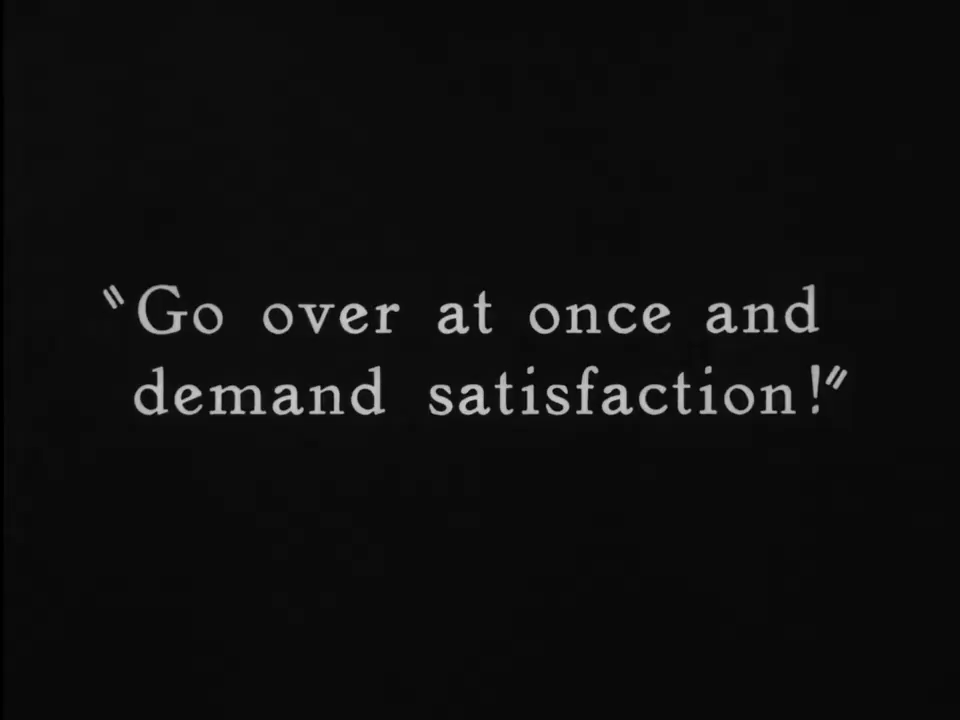 "Go over at once and
demand satisfaction!"